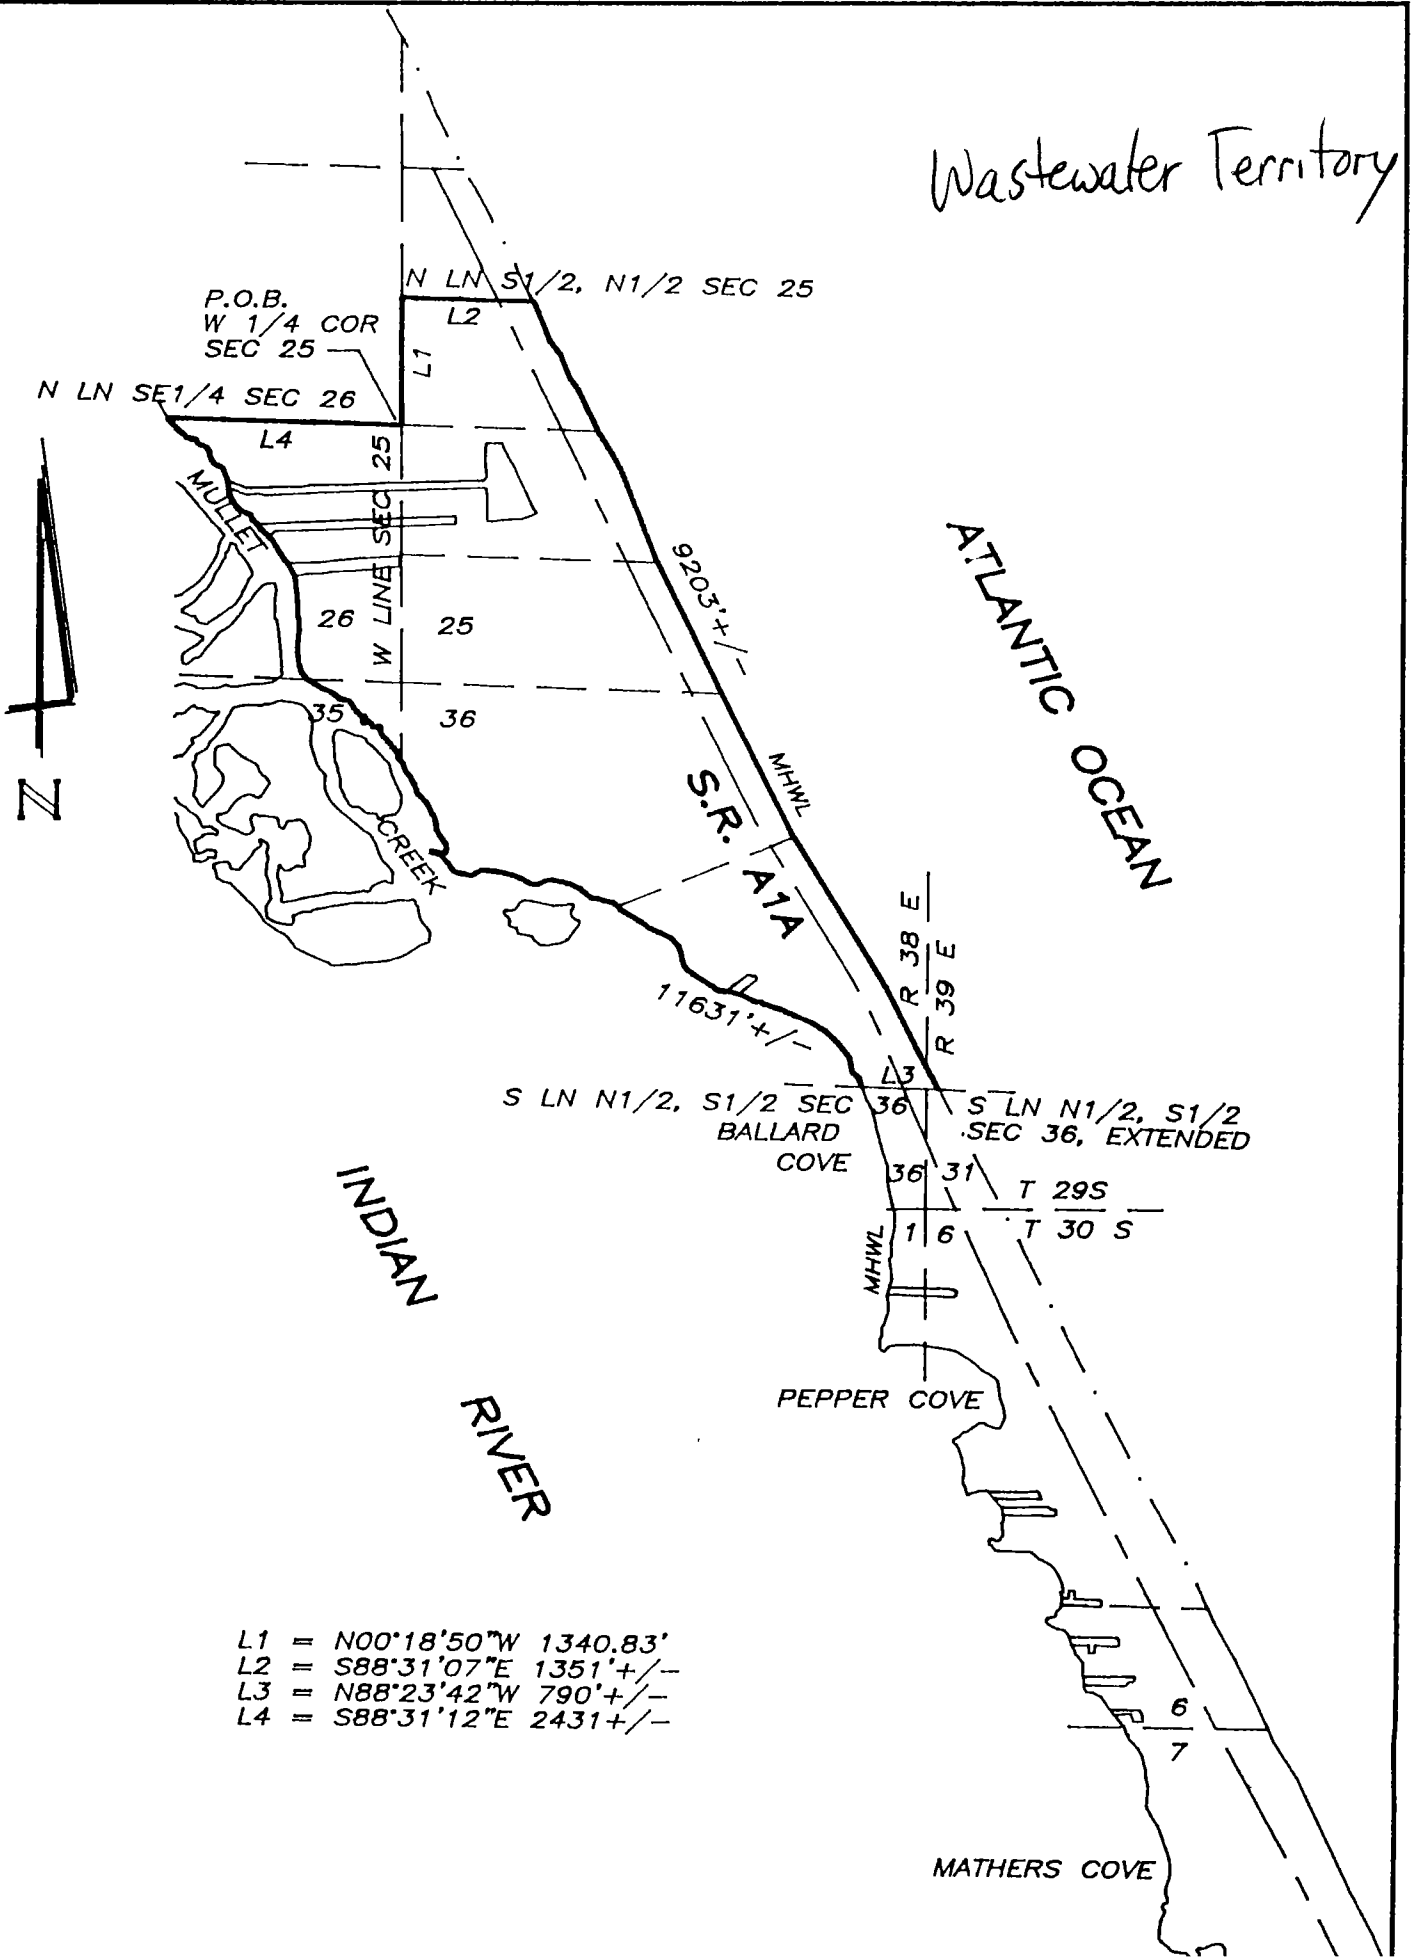 Wastewater Territory
N LN S1/2, N1/2 SEC 25
P.O.B.
W 1/4 COR
SEC 25
L2
L1
N LN SE1/4 SEC 26
L4
W LINE SEC 25
MULLET
9203'+/-
ATLANTIC OCEAN
26
25
35
36
N
MHWL
S.R. A1A
CREEK
R 38 E
R 39 E
11631'+/-
L3
S LN N1/2, S1/2 SEC 36
S LN N1/2, S1/2
SEC 36, EXTENDED
BALLARD
COVE
36
31
T 29S
T 30 S
1
6
MHWL
INDIAN RIVER
PEPPER COVE
L1 = N00°18'50"W 1340.83'
L2 = S88°31'07"E 1351'+/-
L3 = N88°23'42"W 790'+/-
L4 = S88°31'12"E 2431+/-
6
7
MATHERS COVE